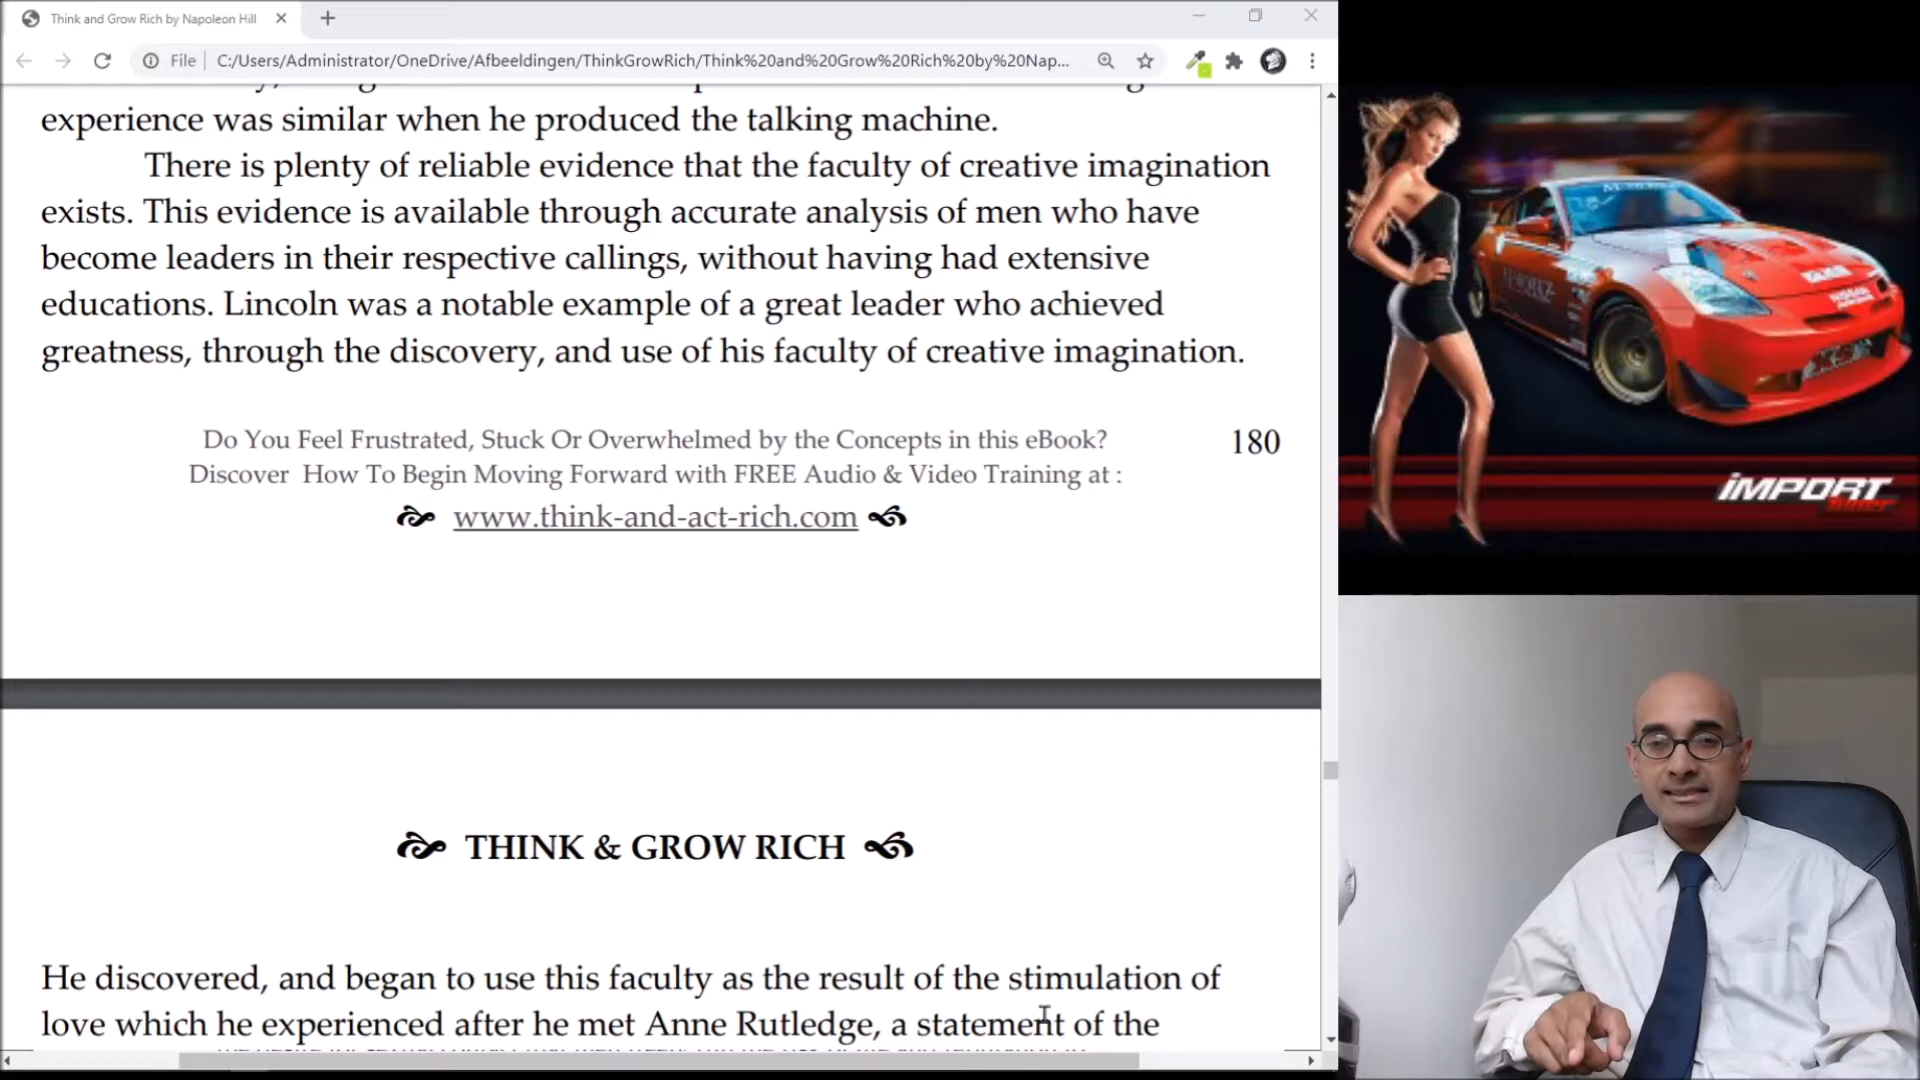 Think and Grow Rich by Napoleon Hill
File C:/Users/Administrator/OneDrive/Afbeeldingen/ThinkGrowRich/Think%20and%20Grow%20Rich%20by%20Nap...
experience was similar when he produced the talking machine.
There is plenty of reliable evidence that the faculty of creative imagination
exists. This evidence is available through accurate analysis of men who have
become leaders in their respective callings, without having had extensive
educations. Lincoln was a notable example of a great leader who achieved
greatness, through the discovery, and use of his faculty of creative imagination.
Do You Feel Frustrated, Stuck Or Overwhelmed by the Concepts in this eBook? 180
Discover How To Begin Moving Forward with FREE Audio & Video Training at :
www.think-and-act-rich.com
THINK & GROW RICH
He discovered, and began to use this faculty as the result of the stimulation of
love which he experienced after he met Anne Rutledge, a statement of the
IMPORT
tuner